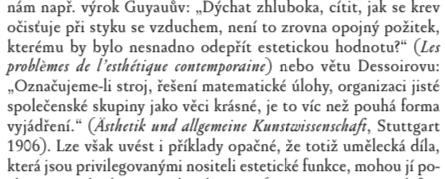 nám např. výrok Guyauův: „Dýchat zhluboka, cítit, jak se krev
očisťuje při styku se vzduchem, není to zrovna opojný požitek,
kterému by bylo nesnadno odepřít estetickou hodnotu?“ (Les
problèmes de l’esthétique contemporaine) nebo větu Dessoirovu:
„Označujeme-li stroj, řešení matematické úlohy, organizaci jisté
společenské skupiny jako věci krásné, je to víc než pouhá forma
vyjádření.“ (Ästhetik und allgemeine Kunstwissenschaft, Stuttgart
1906). Lze však uvést i příklady opačné, že totiž umělecká díla,
která jsou privilegovanými nositeli estetické funkce, mohou jí po-